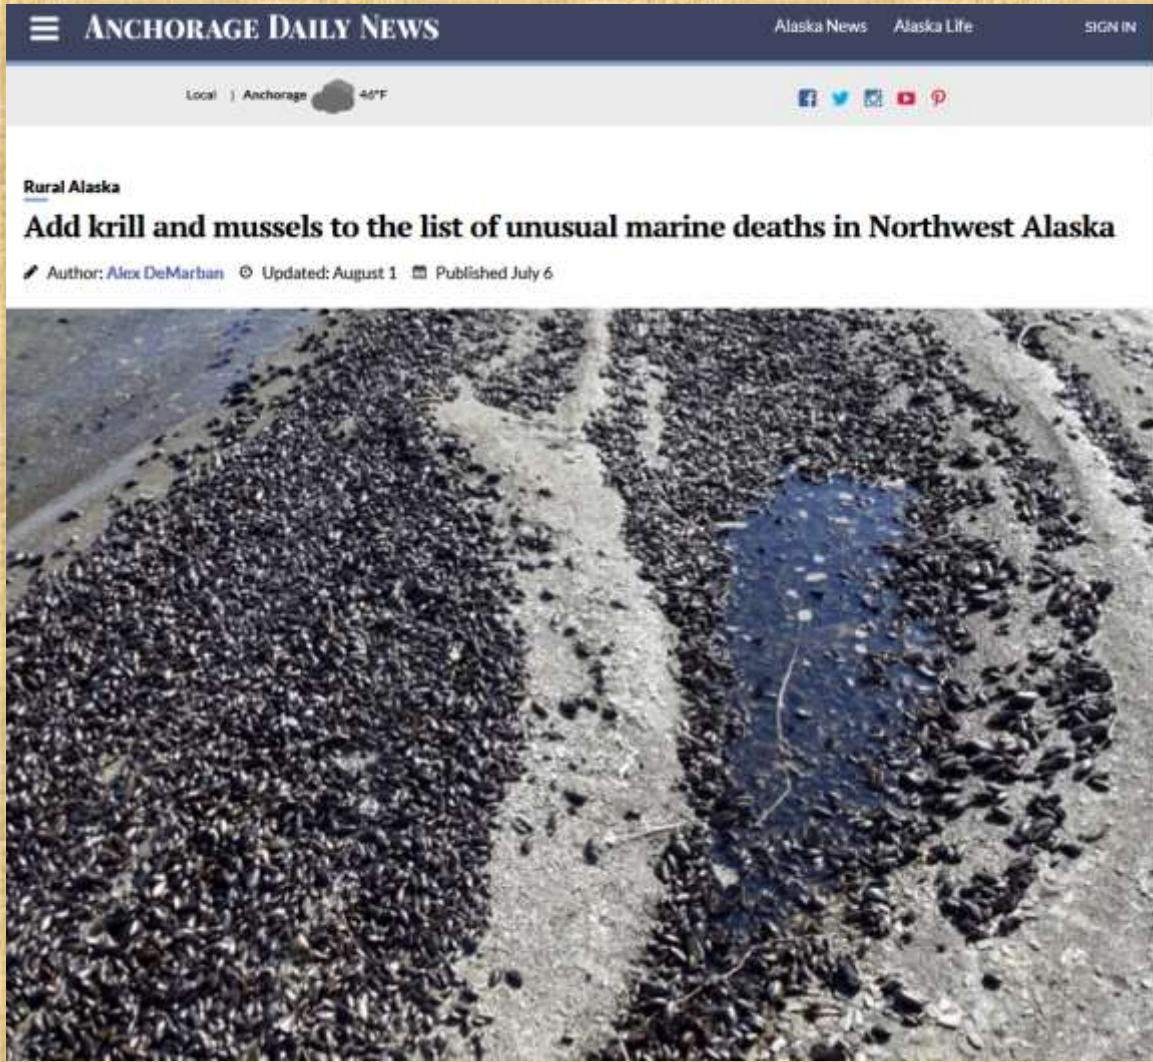 ANCHORAGE DAILY NEWS
Alaska News Alaska Life SIGN IN
Local | Anchorage 46°F
Rural Alaska
Add krill and mussels to the list of unusual marine deaths in Northwest Alaska
Author: Alex DeMarban Updated: August 1 Published July 6